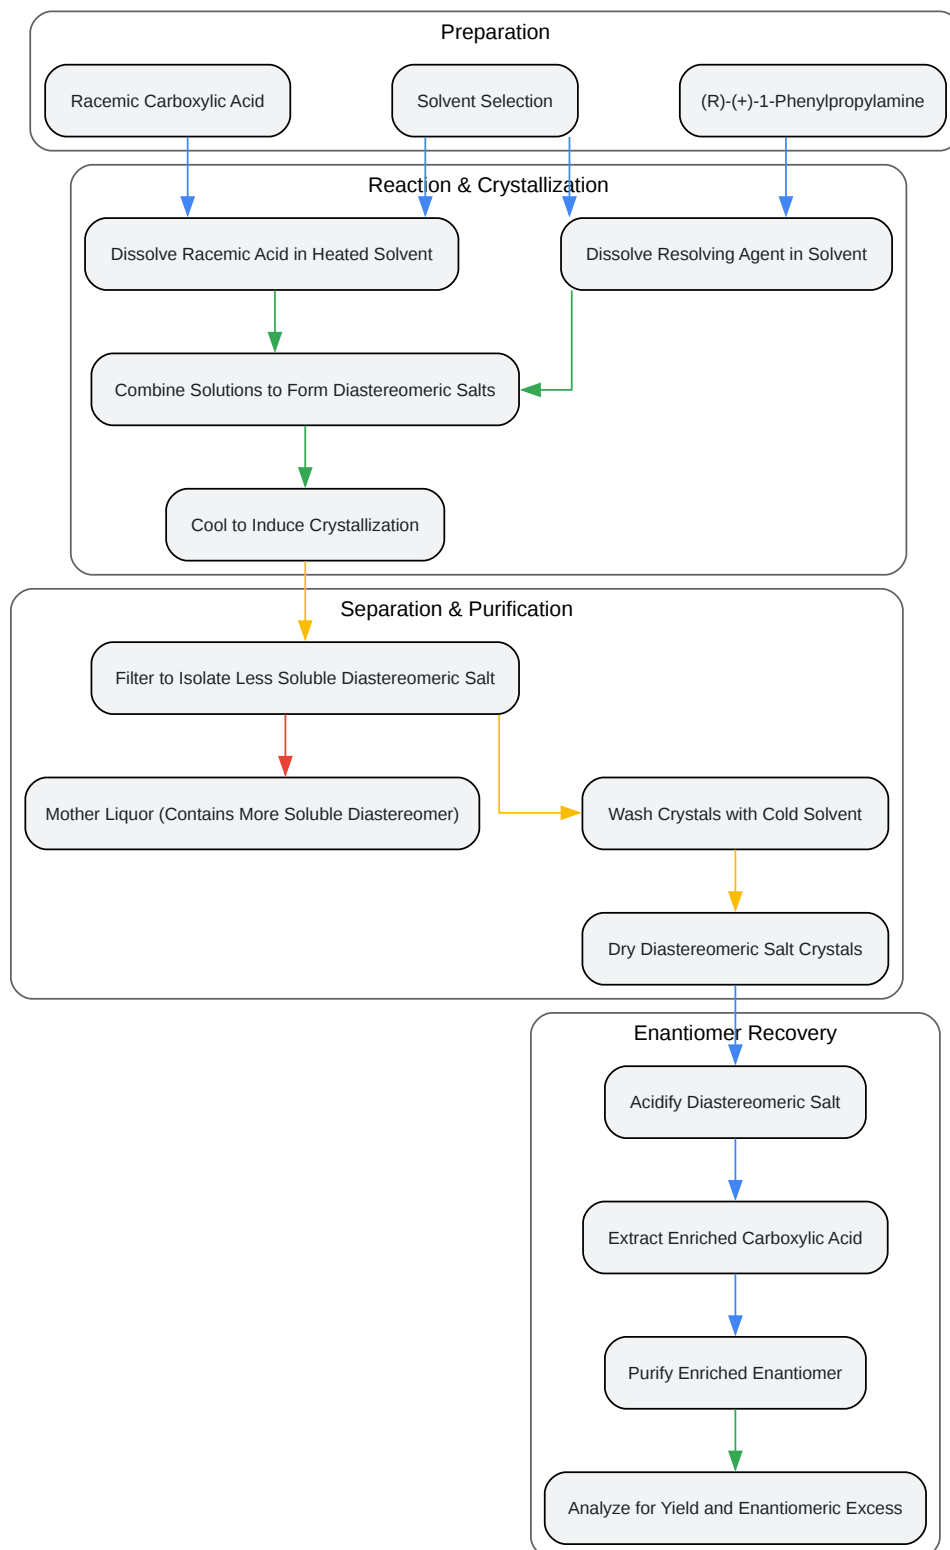 Preparation
Racemic Carboxylic Acid
Solvent Selection
(R)-(+)-1-Phenylpropylamine
Reaction & Crystallization
Dissolve Racemic Acid in Heated Solvent
Dissolve Resolving Agent in Solvent
Combine Solutions to Form Diastereomeric Salts
Cool to Induce Crystallization
Separation & Purification
Filter to Isolate Less Soluble Diastereomeric Salt
Mother Liquor (Contains More Soluble Diastereomer)
Wash Crystals with Cold Solvent
Dry Diastereomeric Salt Crystals
Enantiomer Recovery
Acidify Diastereomeric Salt
Extract Enriched Carboxylic Acid
Purify Enriched Enantiomer
Analyze for Yield and Enantiomeric Excess